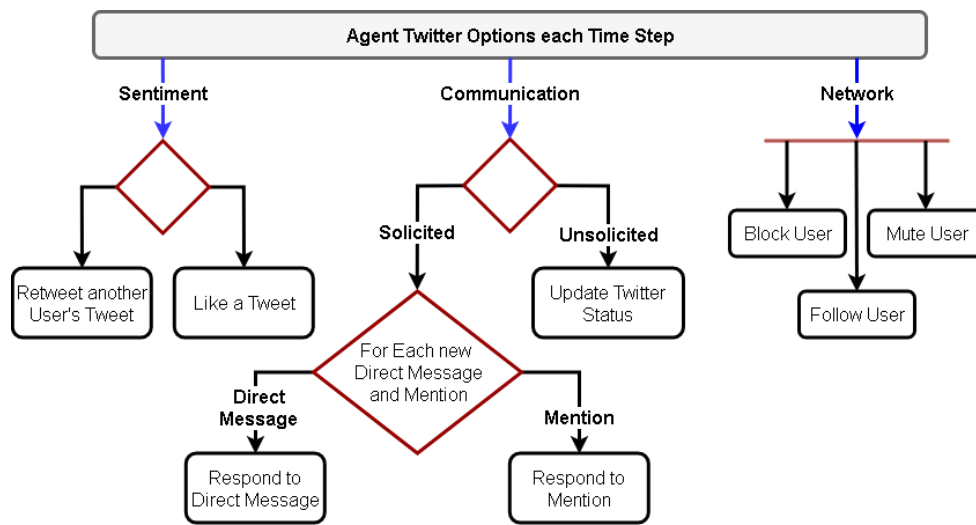 Agent Twitter Options each Time Step
Sentiment
Communication
Network
Solicited
Unsolicited
Block User
Mute User
Retweet another
User's Tweet
Like a Tweet
Update Twitter
Status
Follow User
For Each new
Direct Message
and Mention
Direct
Message
Mention
Respond to
Direct Message
Respond to
Mention